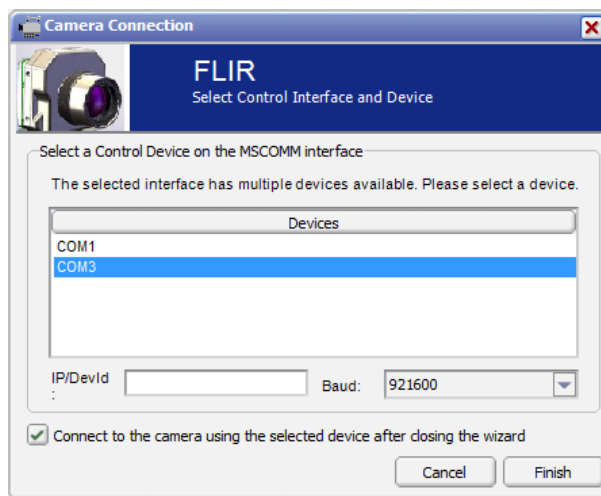 Camera Connection
FLIR
Select Control Interface and Device
Select a Control Device on the MSCOMM interface
The selected interface has multiple devices available. Please select a device.
Devices
COM1
COM3
IP/DevId
:
Baud:
921600
Connect to the camera using the selected device after closing the wizard
Cancel
Finish